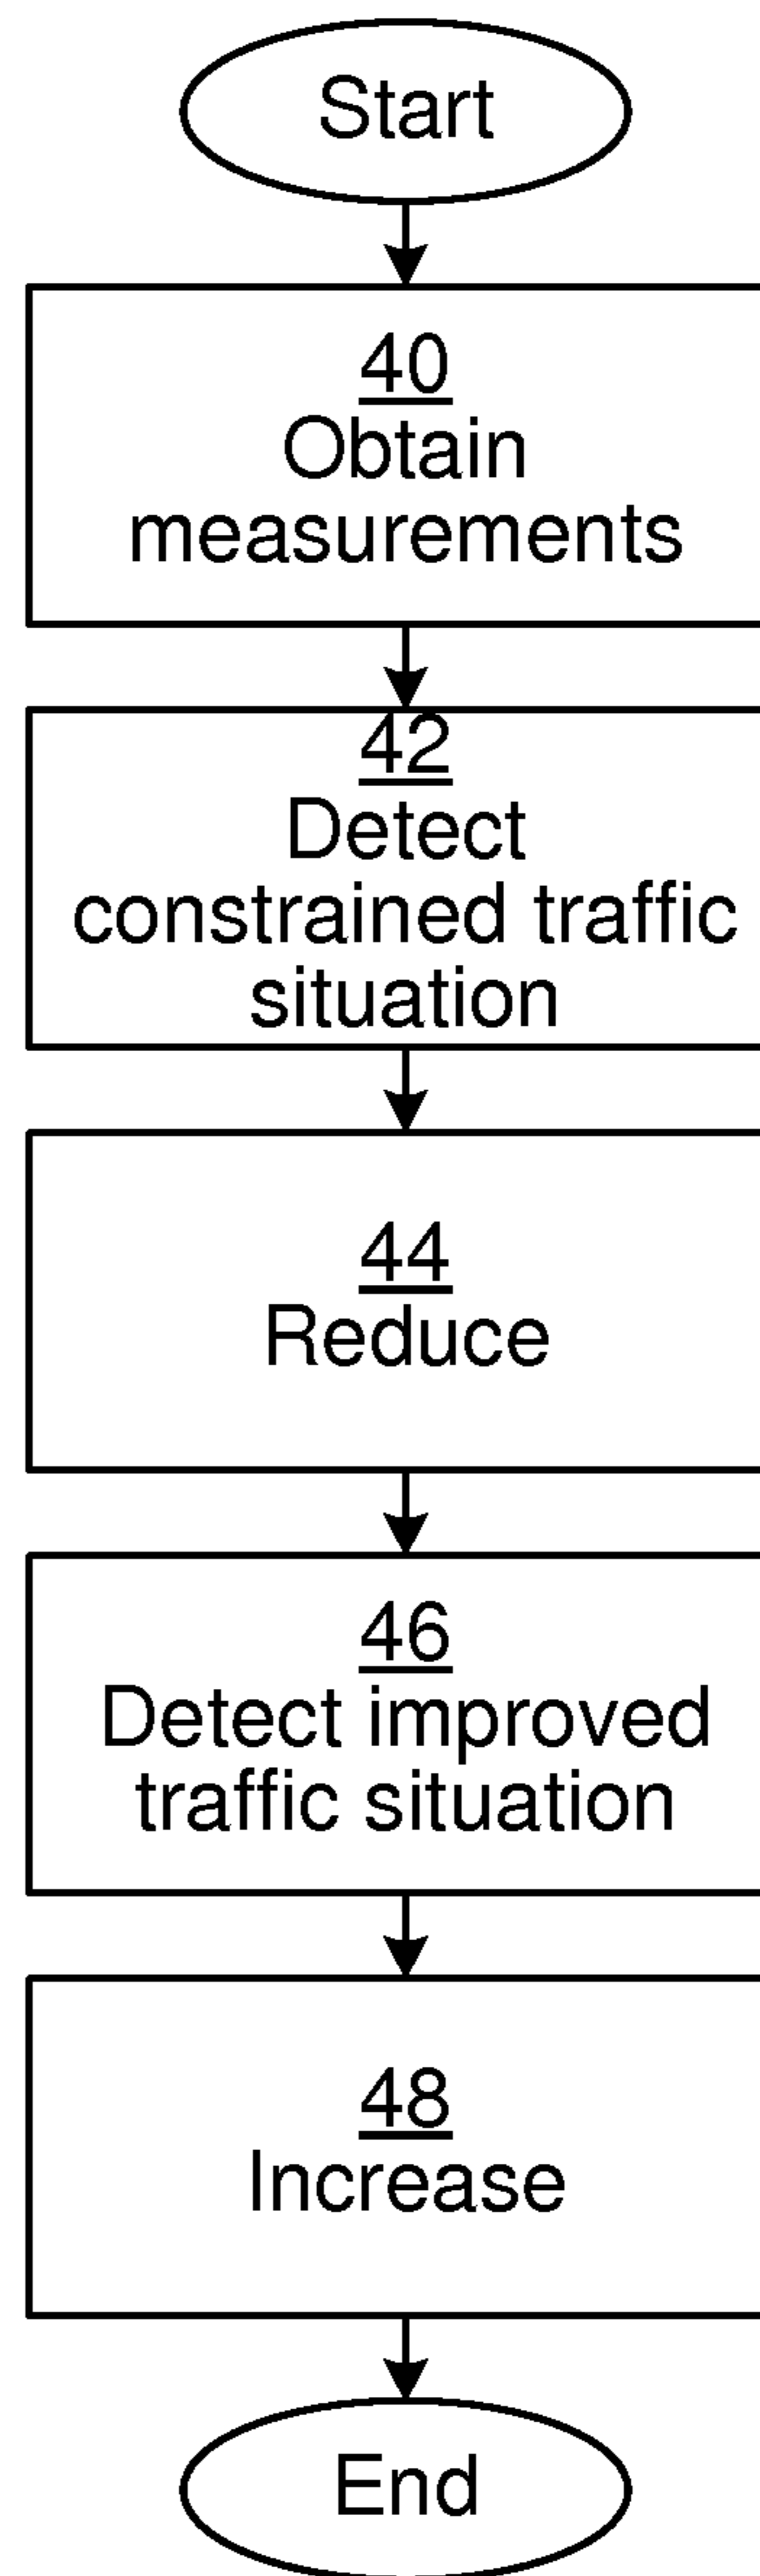 Start
40
Obtain
measurements
42
Detect
constrained traffic
situation
44
Reduce
46
Detect improved
traffic situation
48
Increase
End